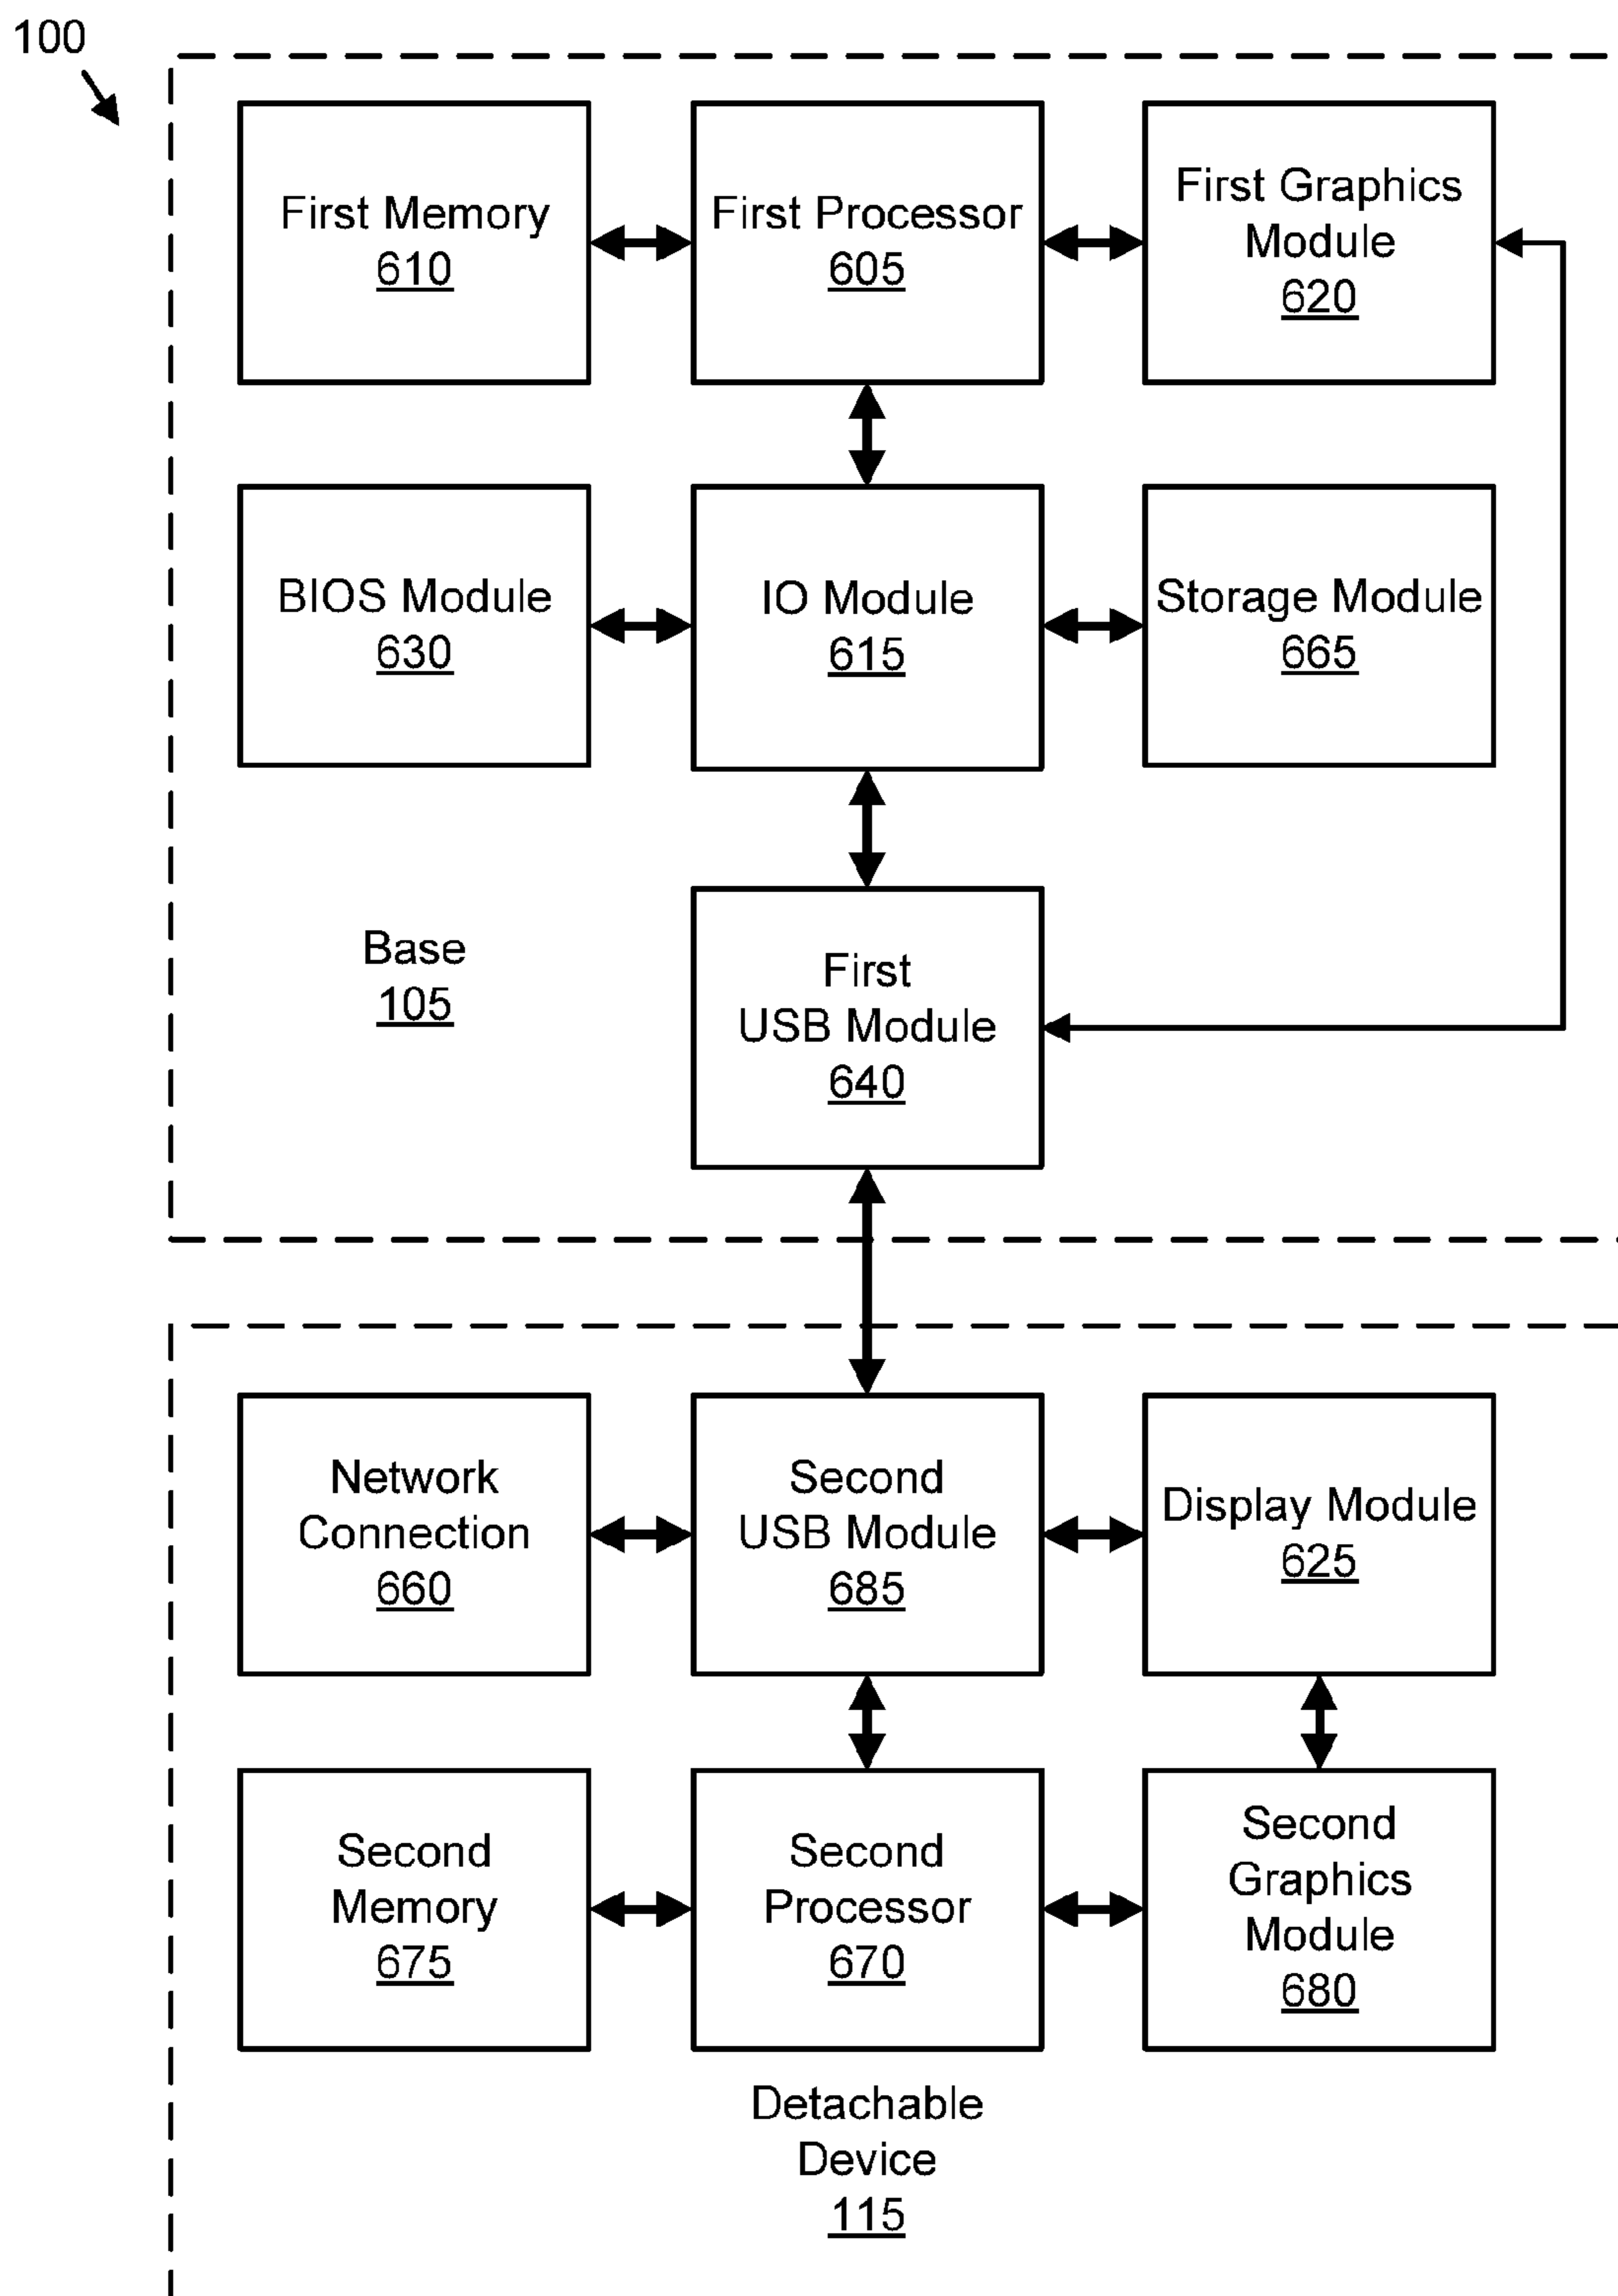 100
First Memory
610
First Processor
605
First Graphics
Module
620
BIOS Module
630
IO Module
615
Storage Module
665
Base
105
First
USB Module
640
Network
Connection
660
Second
USB Module
685
Display Module
625
Second
Memory
675
Second
Processor
670
Second
Graphics
Module
680
Detachable
Device
115